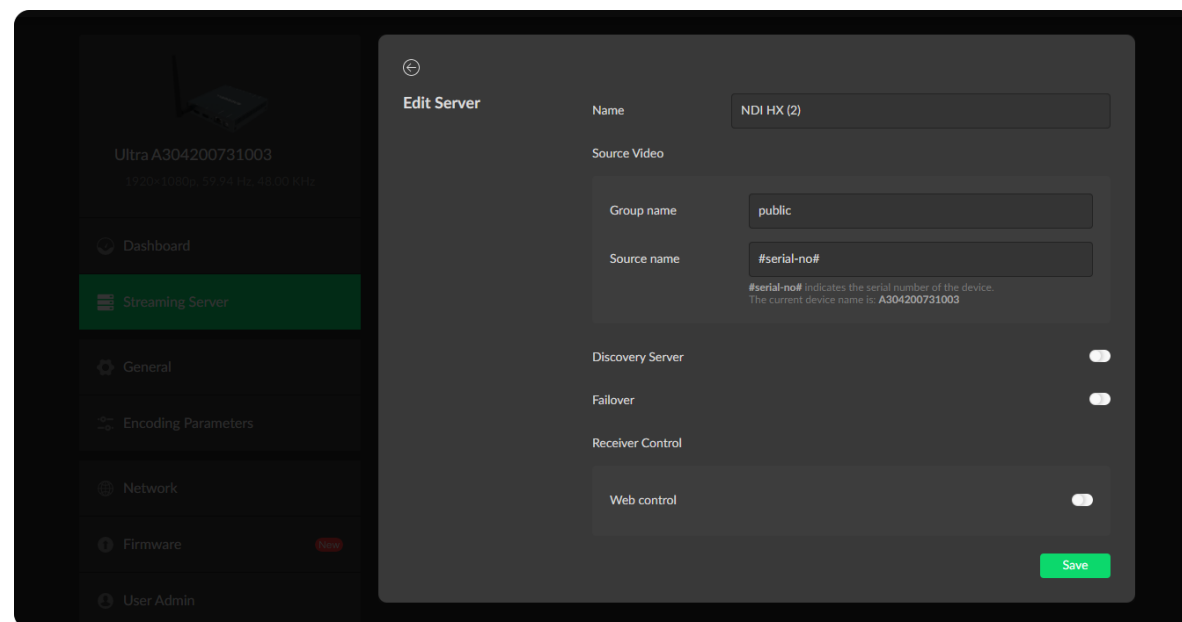 Edit Server
Name
NDI HX (2)
Source Video
Group name
public
Source name
#serial-no#
#serial-no# indicates the serial number of the device.
The current device name is: A304200731003
Discovery Server
Failover
Receiver Control
Web control
Save
Ultra A304200731003
1920×1080p, 59.94 Hz, 48.00 KHz
Dashboard
Streaming Server
General
Encoding Parameters
Network
Firmware
New
User Admin